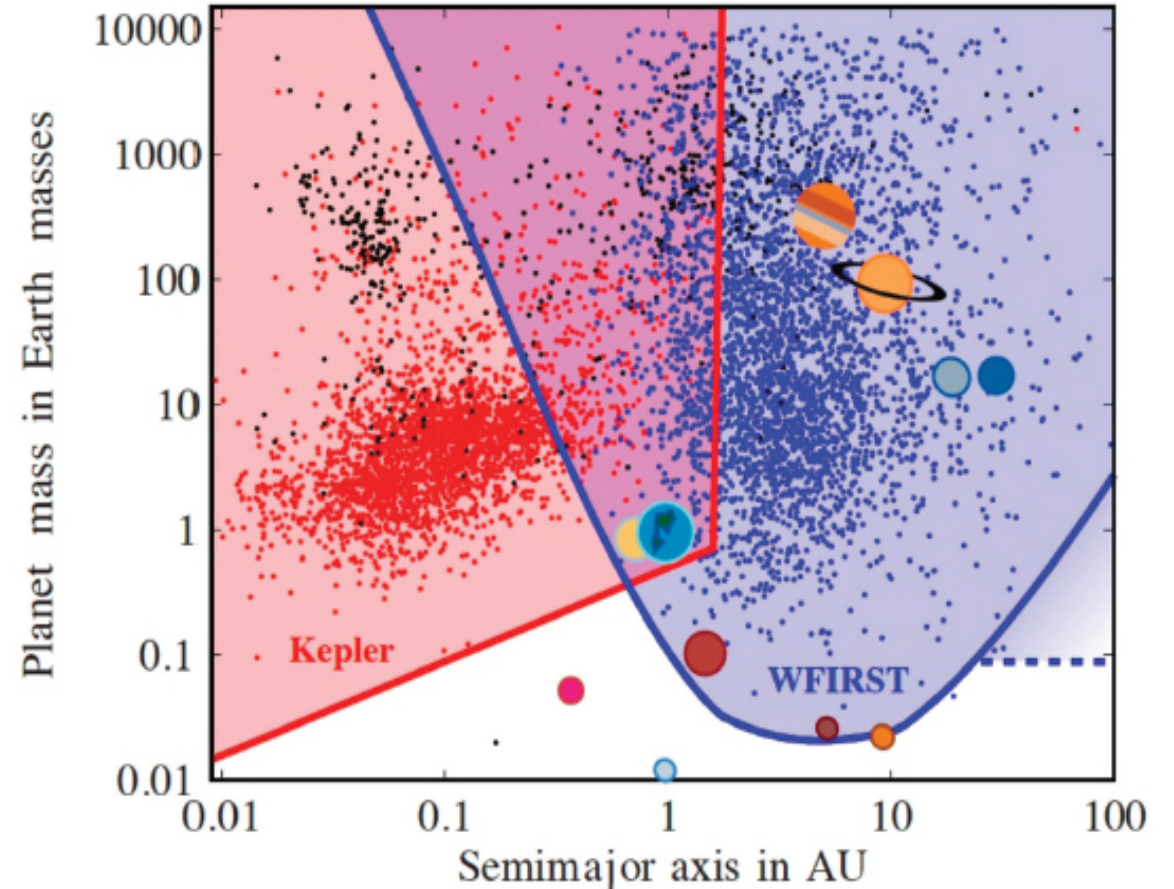 Planet mass in Earth masses
10000
1000
100
10
1
0.1
0.01
Kepler
WFIRST
0.01 0.1 1 10 100
Semimajor axis in AU